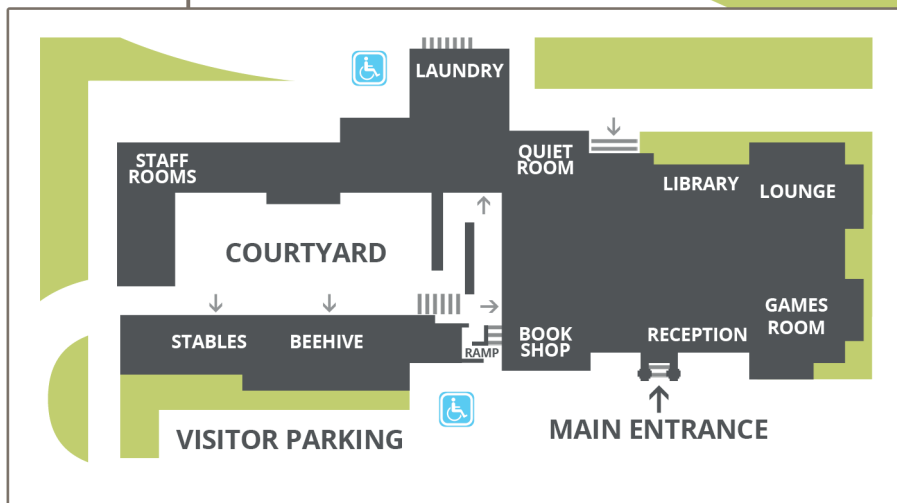 LAUNDRY
STAFF
ROOMS
QUIET
ROOM
LIBRARY
LOUNGE
COURTYARD
GAMES
ROOM
STABLES
BEEHIVE
RAMP
BOOK
SHOP
RECEPTION
VISITOR PARKING
MAIN ENTRANCE